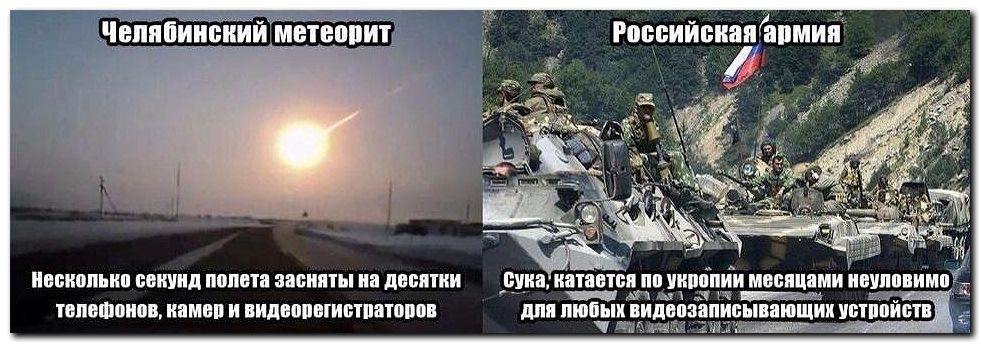 Челябинский метеорит
Несколько секунд полета засняты на десятки
телефонов, камер и видеорегистраторов
Российская армия
Сука, катается по укропии месяцами неуловимо
для любых видеозаписывающих устройств